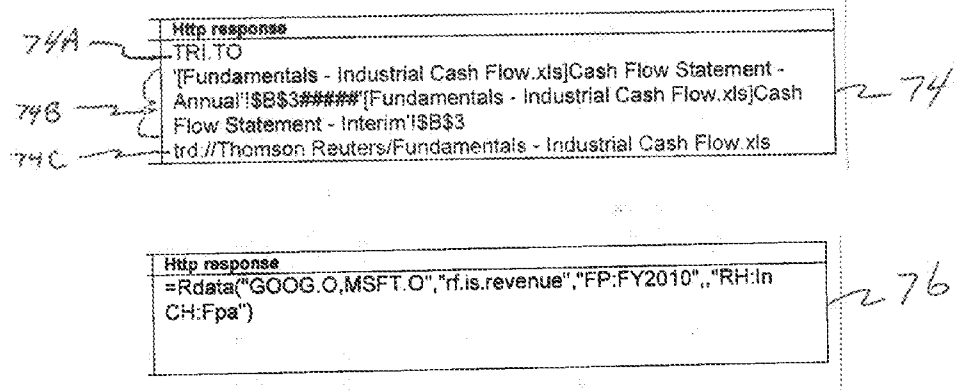 Http response
74A
TRI.TO
'[Fundamentals - Industrial Cash Flow.xls]Cash Flow Statement -
74B
Annual'!$B$3#####'[Fundamentals - Industrial Cash Flow.xls]Cash
74
Flow Statement - Interim'!$B$3
74C
trd://Thomson Reuters/Fundamentals - Industrial Cash Flow.xls
Http response
=Rdata("GOOG.O,MSFT.O","rf.is.revenue","FP:FY2010",,"RH:In
76
CH:Fpa")